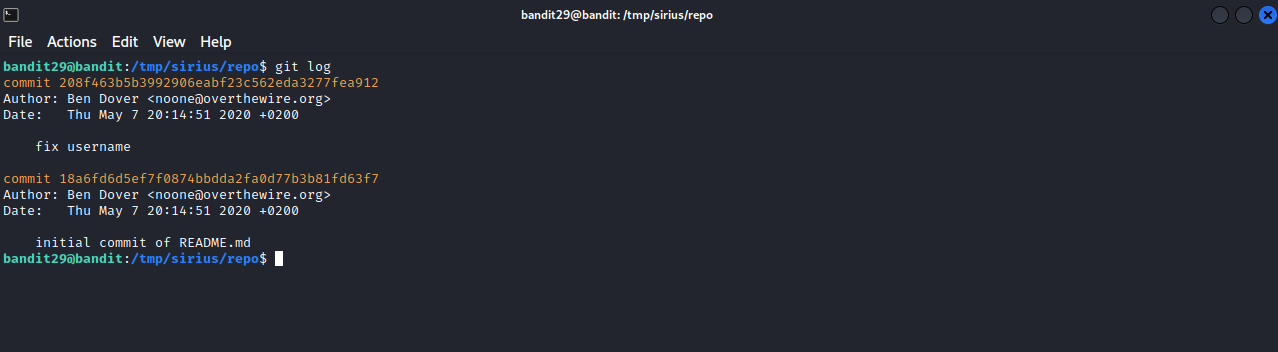 bandit29@bandit: /tmp/sirius/repo
File Actions Edit View Help
bandit29@bandit:/tmp/sirius/repo$ git log
commit 208f463b5b3992906eabf23c562eda3277fea912
Author: Ben Dover <noone@overthewire.org>
Date:   Thu May 7 20:14:51 2020 +0200
    fix username
commit 18a6fd6d5ef7f0874bbdda2fa0d77b3b81fd63f7
Author: Ben Dover <noone@overthewire.org>
Date:   Thu May 7 20:14:51 2020 +0200
    initial commit of README.md
bandit29@bandit:/tmp/sirius/repo$